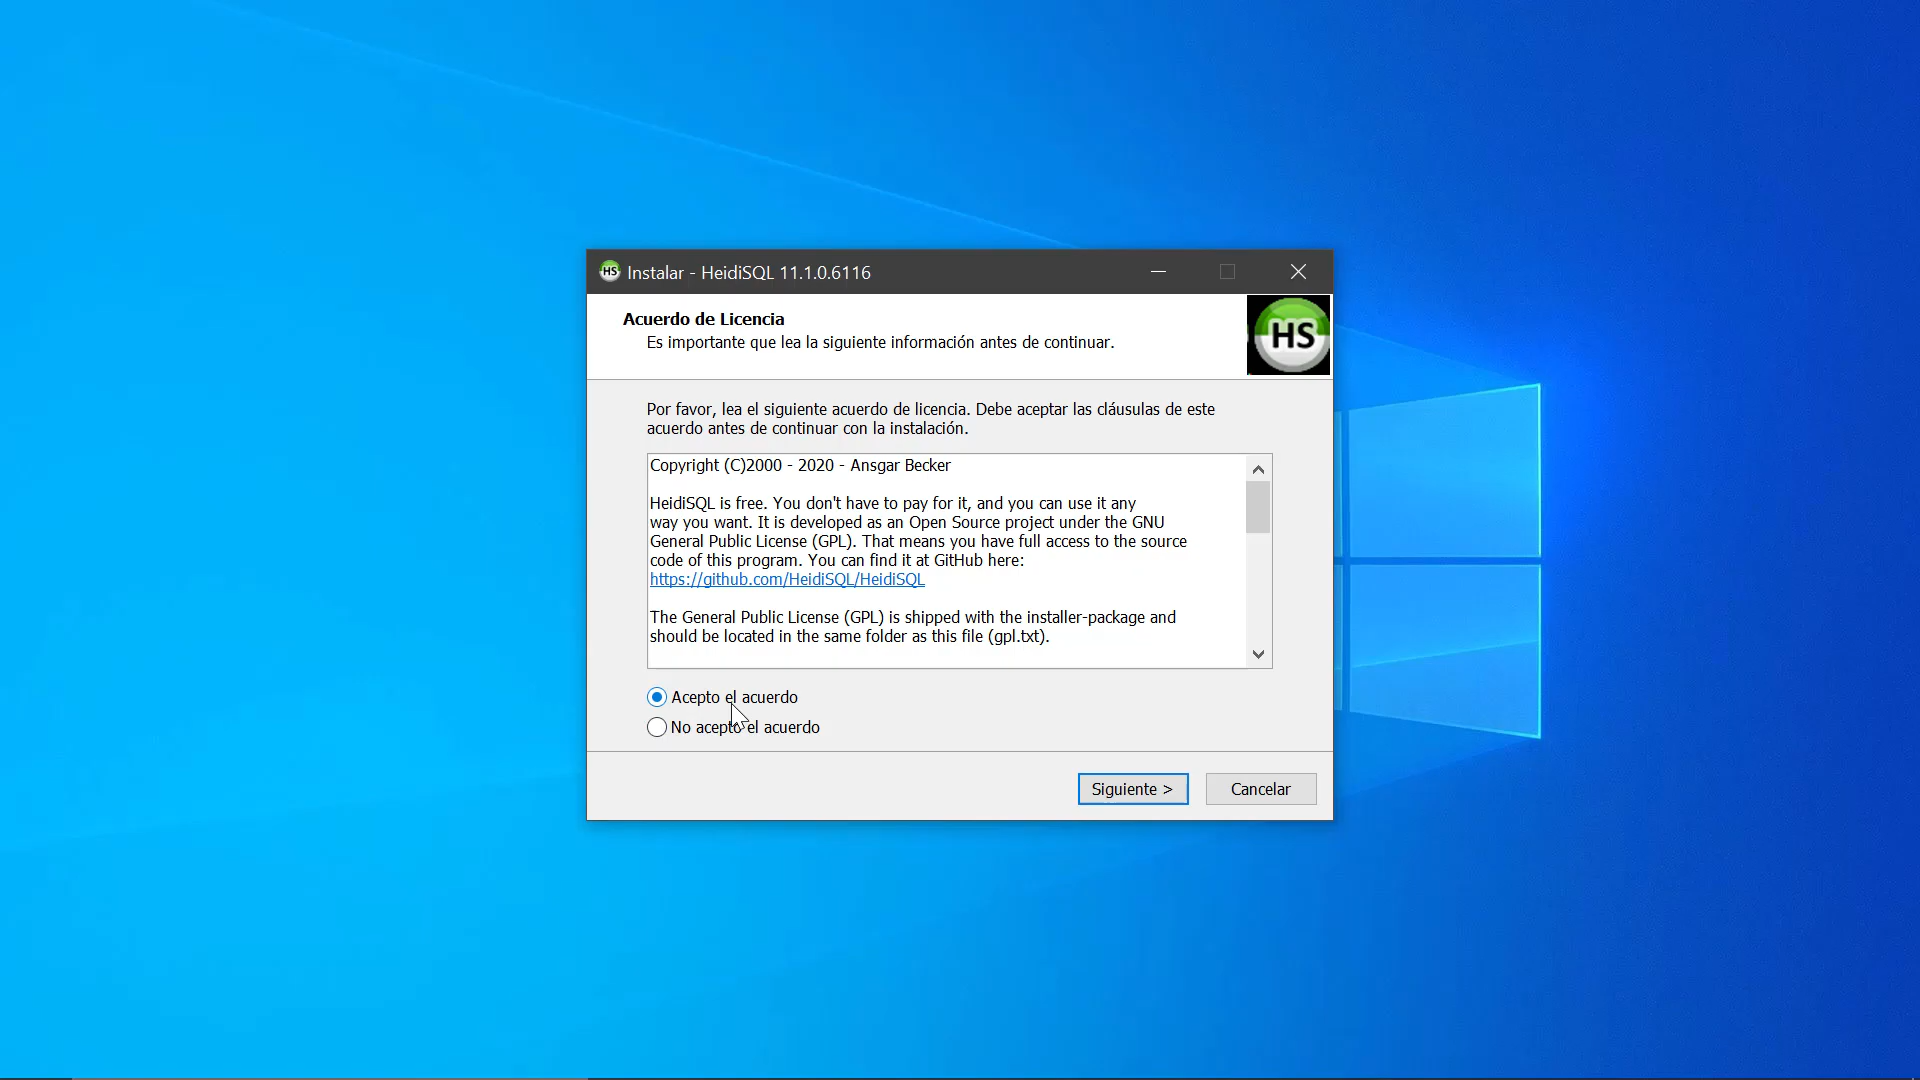 HS Instalar - HeidiSQL 11.1.0.6116
Acuerdo de Licencia
Es importante que lea la siguiente información antes de continuar.
HS
Por favor, lea el siguiente acuerdo de licencia. Debe aceptar las cláusulas de este
acuerdo antes de continuar con la instalación.
Copyright (C)2000 - 2020 - Ansgar Becker
HeidiSQL is free. You don't have to pay for it, and you can use it any
way you want. It is developed as an Open Source project under the GNU
General Public License (GPL). That means you have full access to the source
code of this program. You can find it at GitHub here:
https://github.com/HeidiSQL/HeidiSQL
The General Public License (GPL) is shipped with the installer-package and
should be located in the same folder as this file (gpl.txt).
Acepto el acuerdo
No acepto el acuerdo
Siguiente >
Cancelar